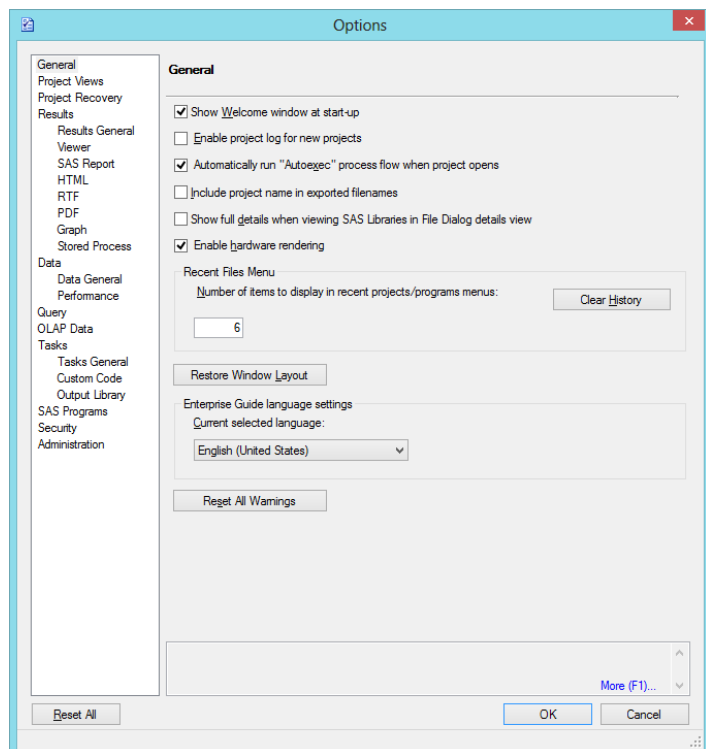 Options
General
Project Views
Project Recovery
Results
Results General
Viewer
SAS Report
HTML
RTF
PDF
Graph
Stored Process
Data
Data General
Performance
Query
OLAP Data
Tasks
Tasks General
Custom Code
Output Library
SAS Programs
Security
Administration
General
Show Welcome window at start-up
Enable project log for new projects
Automatically run "Autoexec" process flow when project opens
Include project name in exported filenames
Show full details when viewing SAS Libraries in File Dialog details view
Enable hardware rendering
Recent Files Menu
Number of items to display in recent projects/programs menus:
Clear History
6
Restore Window Layout
Enterprise Guide language settings
Current selected language:
English (United States)
Reset All Warnings
More (F1)...
Reset All
OK
Cancel